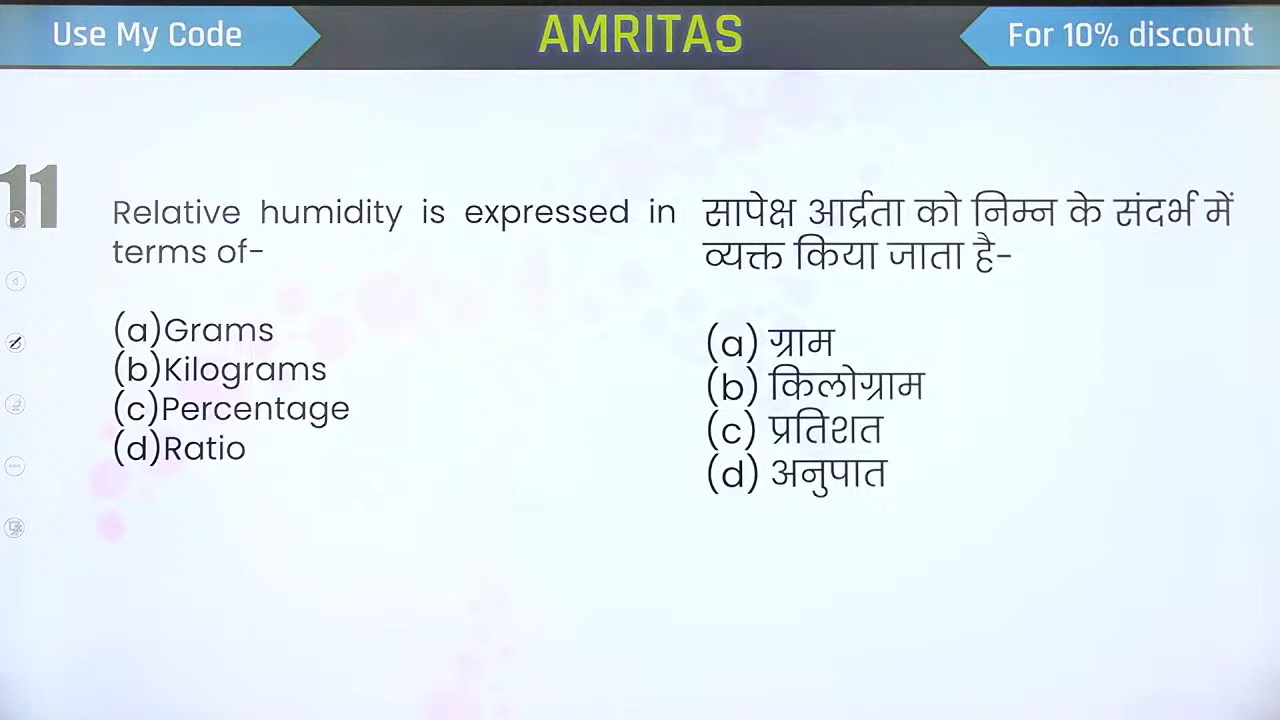 Use My Code
AMRITAS
For 10% discount
11
Relative humidity is expressed in
terms of-
(a)Grams
(b)Kilograms
(c)Percentage
(d)Ratio
सापेक्ष आर्द्रता को निम्न के संदर्भ में
व्यक्त किया जाता है-
(a) ग्राम
(b) किलोग्राम
(c) प्रतिशत
(d) अनुपात